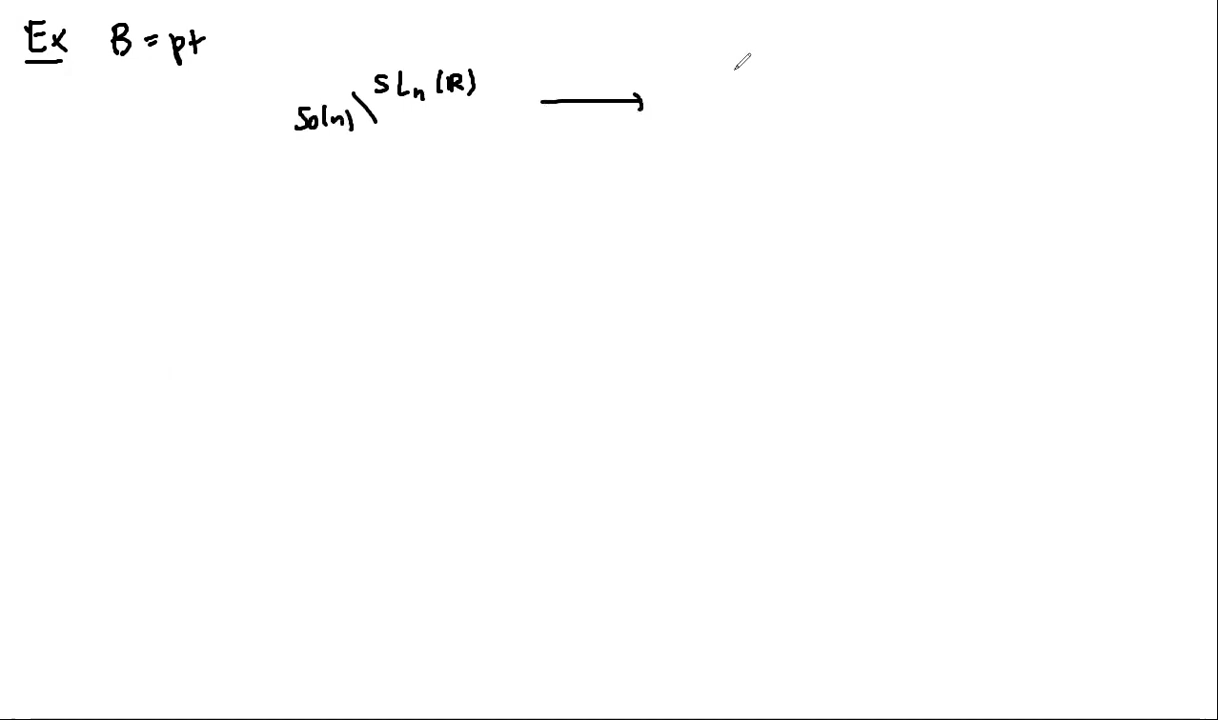 Ex B = pt
SO(n)\SLn(R) ⟶